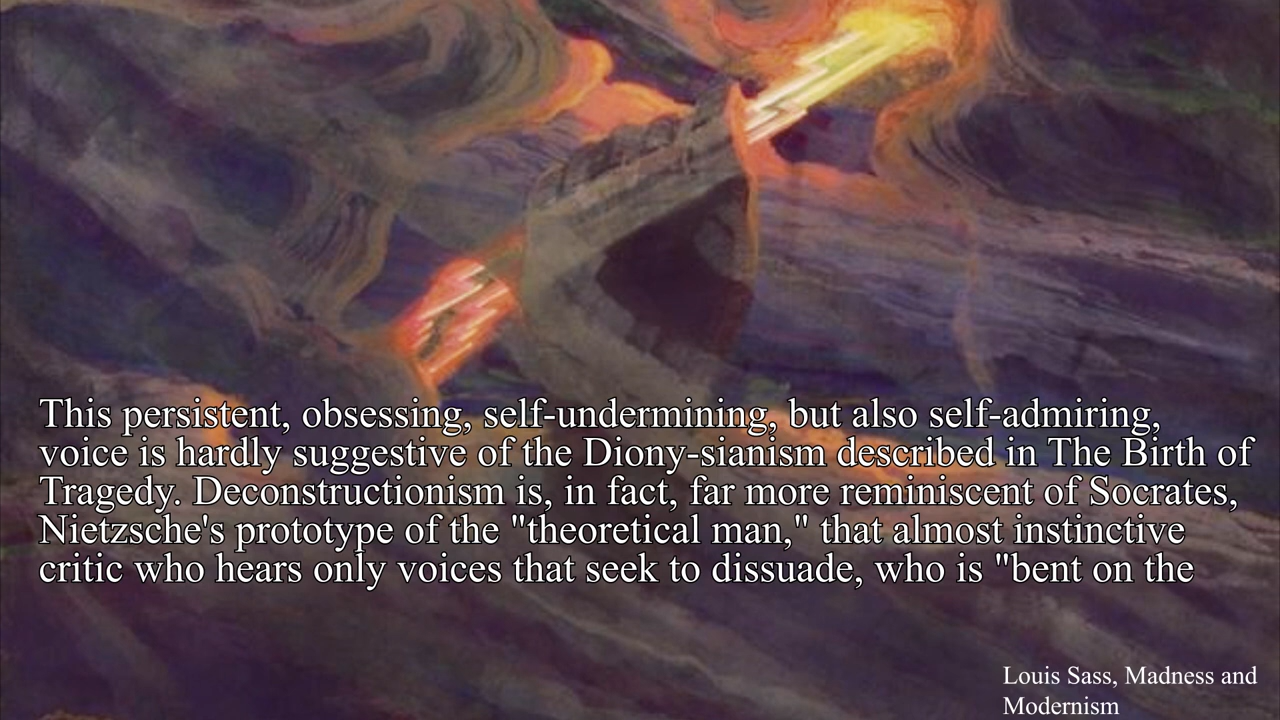 This persistent, obsessing, self-undermining, but also self-admiring,
voice is hardly suggestive of the Diony-sianism described in The Birth of
Tragedy. Deconstructionism is, in fact, far more reminiscent of Socrates,
Nietzsche's prototype of the "theoretical man," that almost instinctive
critic who hears only voices that seek to dissuade, who is "bent on the
Louis Sass, Madness and
Modernism